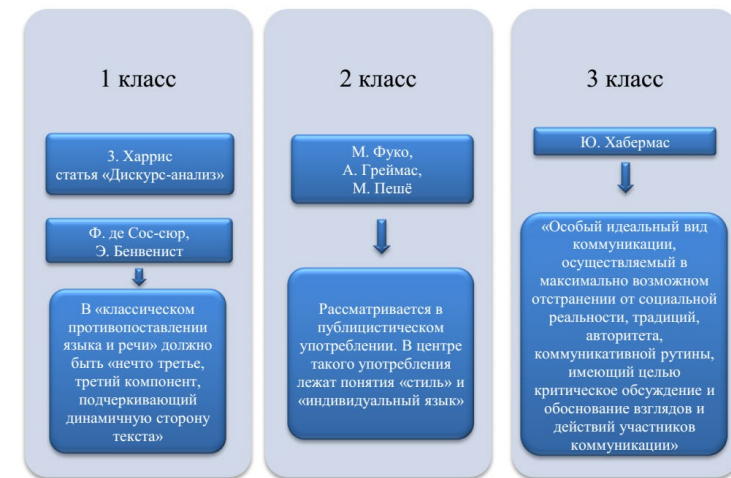 1 класс
З. Харрис
статья «Дискурс-анализ»
Ф. де Сос-сюр,
Э. Бенвенист
В «классическом
противопоставлении
языка и речи» должно
быть «нечто третье,
третий компонент,
подчеркивающий
динамичную сторону
текста»
2 класс
М. Фуко,
А. Греймас,
М. Пешё
Рассматривается в
публицистическом
употреблении. В центре
такого употребления
лежат понятия «стиль» и
«индивидуальный язык»
3 класс
Ю. Хабермас
«Особый идеальный вид
коммуникации,
осуществляемый в
максимально возможном
отстранении от социальной
реальности, традиций,
авторитета,
коммуникативной рутины,
имеющий целью
критическое обсуждение и
обоснование взглядов и
действий участников
коммуникации»